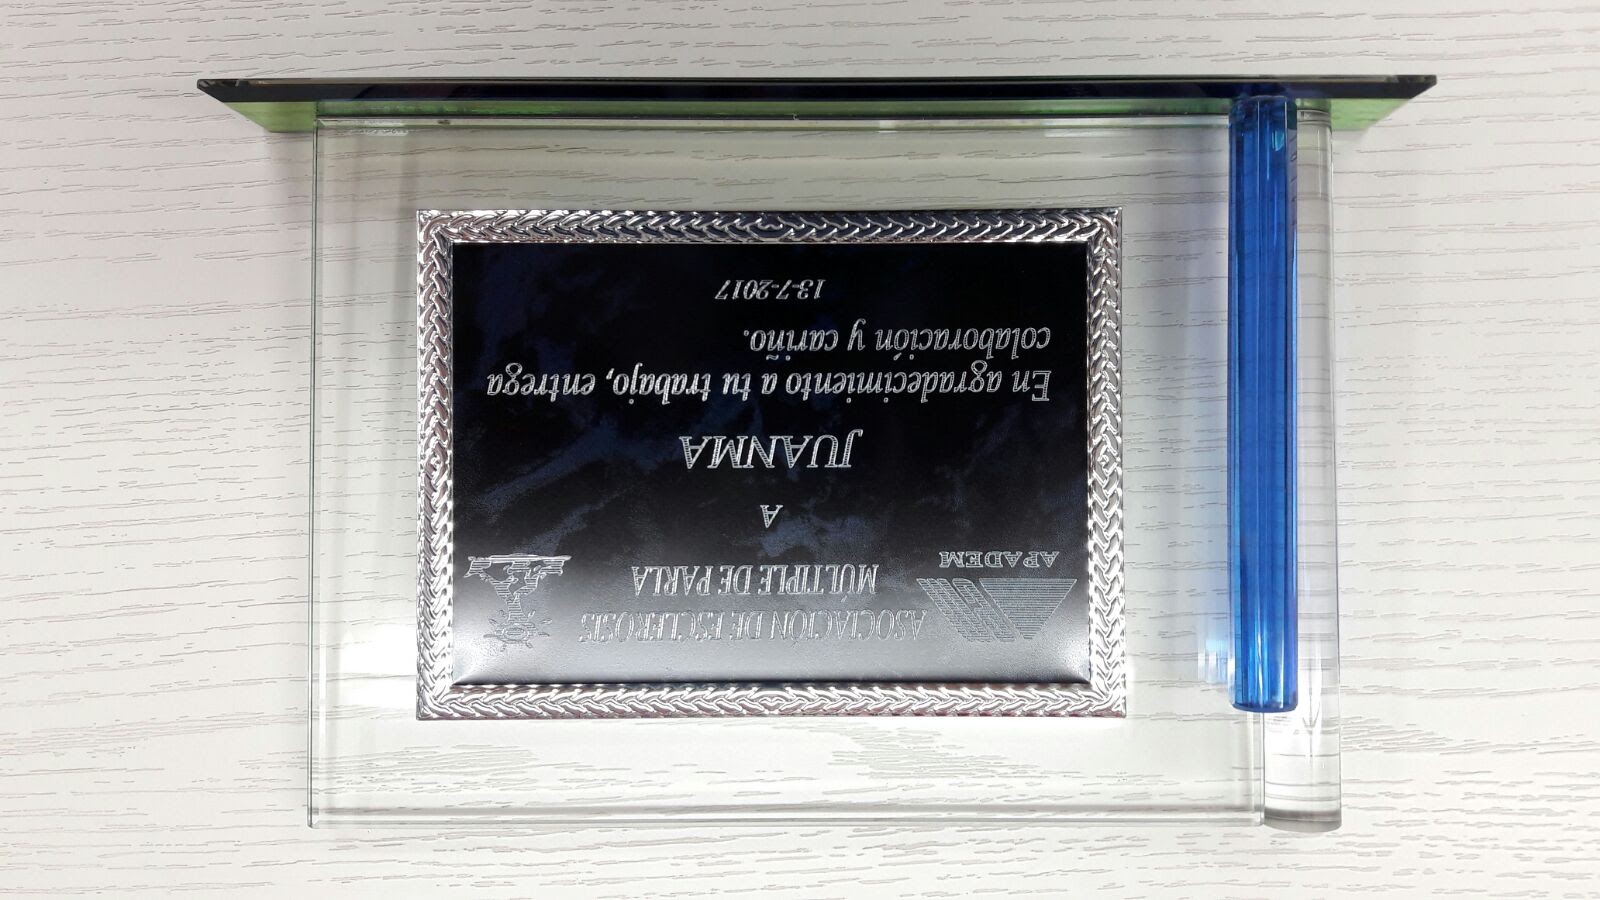 ASOCIACIÓN DE ESCLEROSIS
MÚLTIPLE DE PARLA
APADEM
A
JUANMA
En agradecimiento a tu trabajo, entrega
colaboración y cariño.
13-7-2017